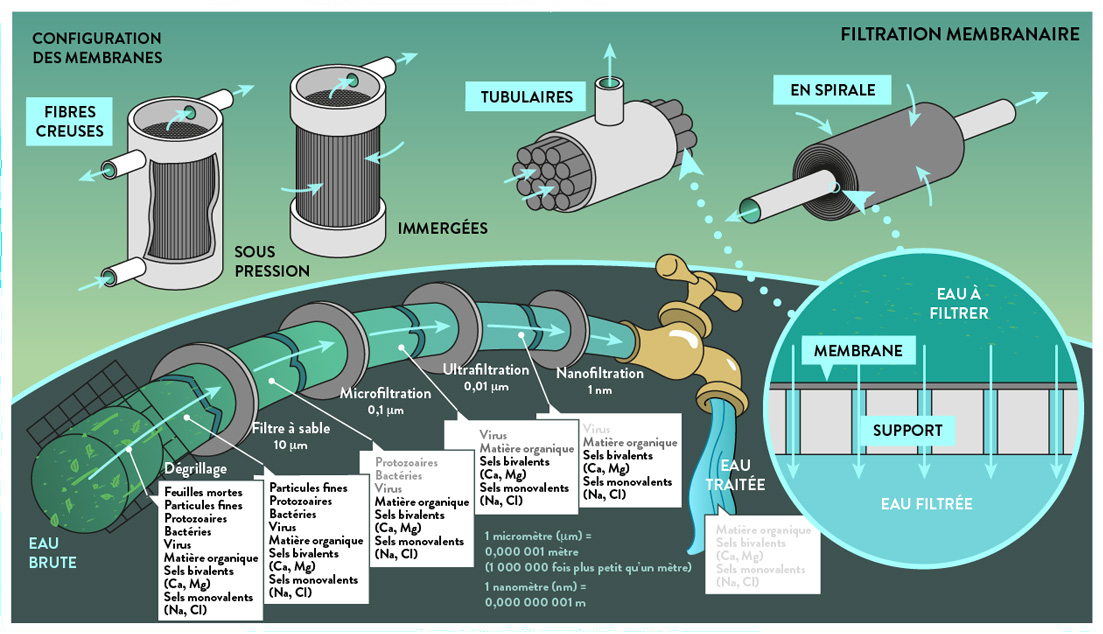 CONFIGURATION
DES MEMBRANES
FILTRATION MEMBRANAIRE
FIBRES
CREUSES
TUBULAIRES
EN SPIRALE
SOUS
PRESSION
IMMERGÉES
EAU À
FILTRER
MEMBRANE
SUPPORT
EAU FILTRÉE
EAU
BRUTE
Dégrillage
Feuilles mortes
Particules fines
Protozoaires
Bactéries
Virus
Matière organique
Sels bivalents
(Ca, Mg)
Sels monovalents
(Na, Cl)
Filtre à sable
10 µm
Particules fines
Protozoaires
Bactéries
Virus
Matière organique
Sels bivalents
(Ca, Mg)
Sels monovalents
(Na, Cl)
Microfiltration
0,1 µm
Protozoaires
Bactéries
Virus
Matière organique
Sels bivalents
(Ca, Mg)
Sels monovalents
(Na, Cl)
Ultrafiltration
0,01 µm
Virus
Matière organique
Sels bivalents
(Ca, Mg)
Sels monovalents
(Na, Cl)
Nanofiltration
1 nm
Virus
Matière organique
Sels bivalents
(Ca, Mg)
Sels monovalents
(Na, Cl)
EAU
TRAITÉE
Matière organique
Sels bivalents
(Ca, Mg)
Sels monovalents
(Na, Cl)
1 micromètre (µm) =
0,000 001 mètre
(1 000 000 fois plus petit qu'un mètre)
1 nanomètre (nm) =
0,000 000 001 m